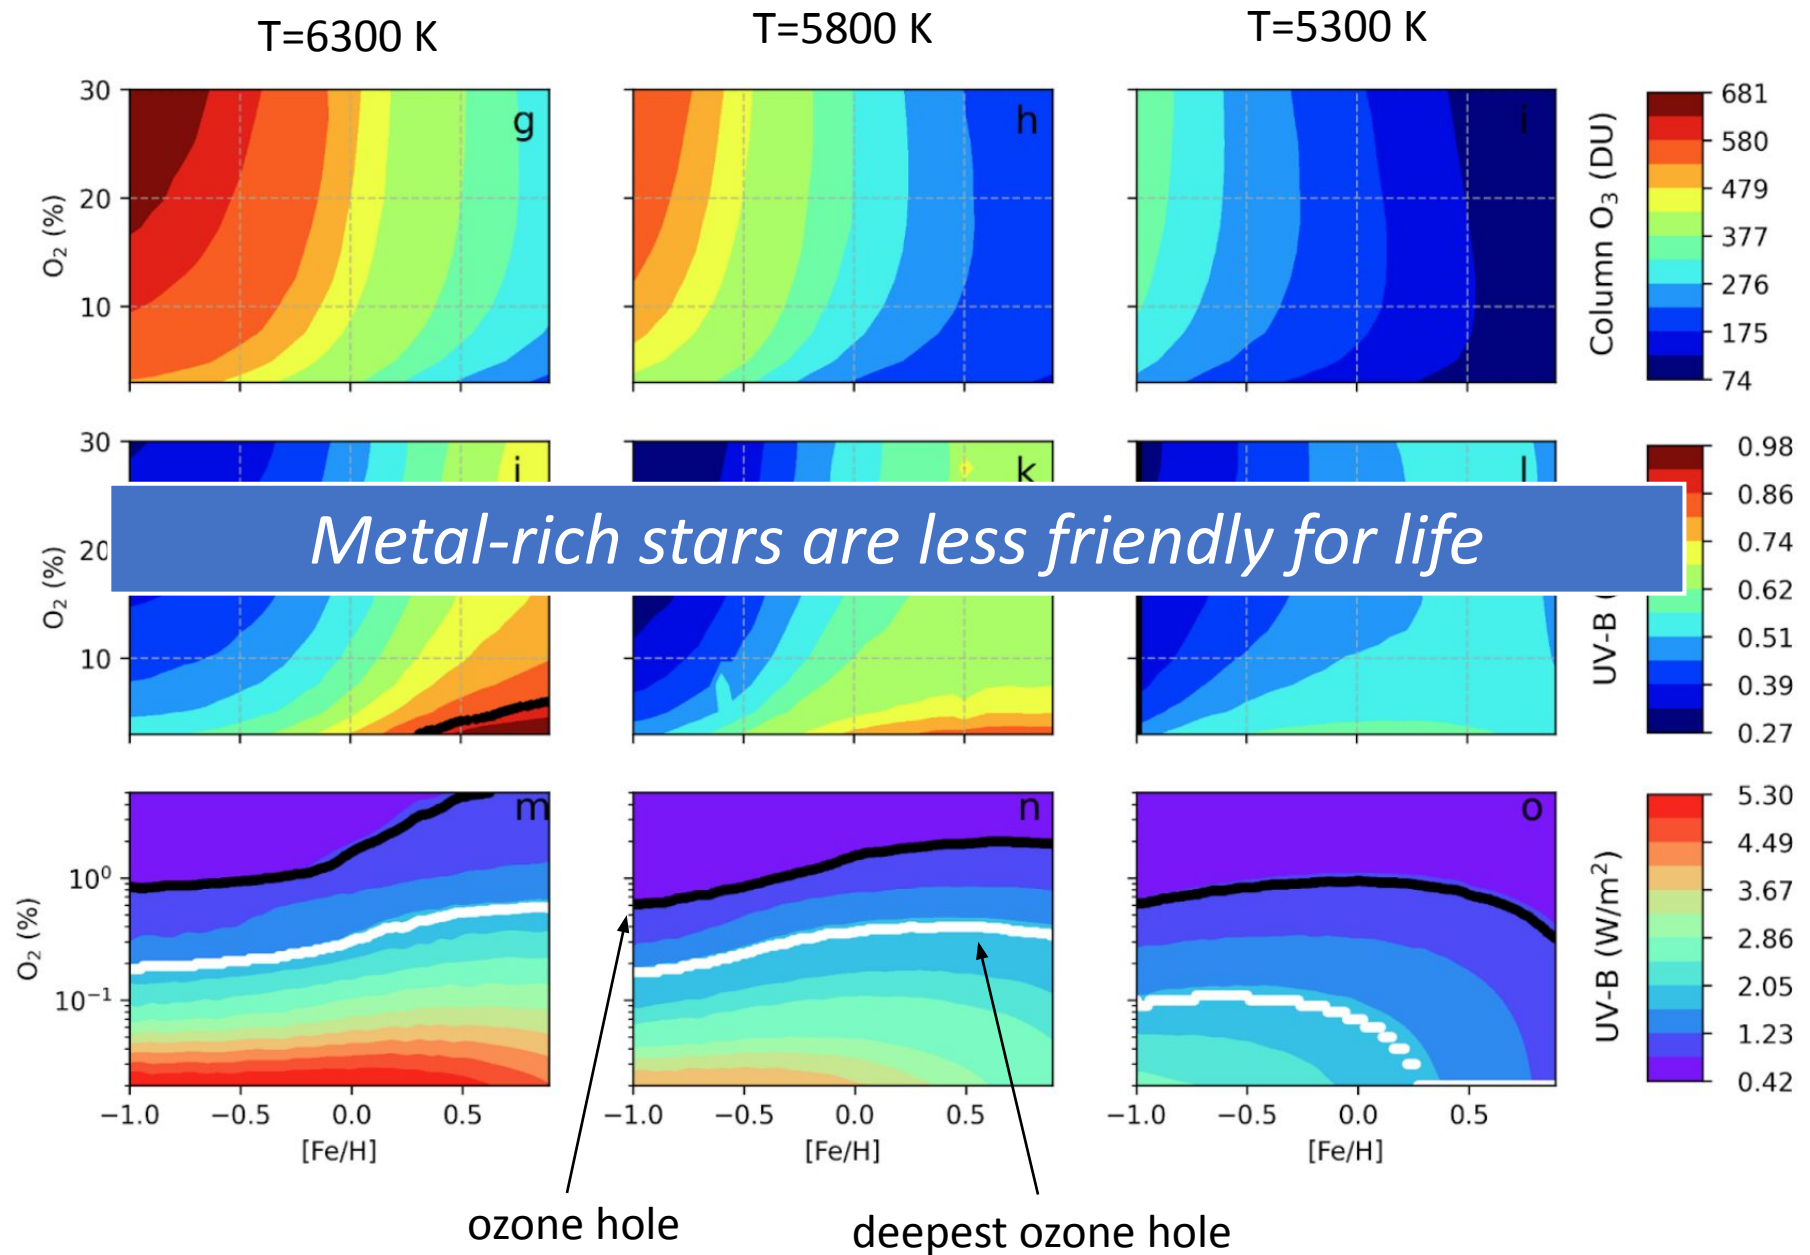 T=6300 K
T=5800 K
T=5300 K
30
20
10
O₂ (%)
g
h
i
Column O₃ (DU)
681
580
479
377
276
175
74
30
20
10
O₂ (%)
j
k
l
Metal-rich stars are less friendly for life
UV-B (
0.98
0.86
0.74
0.62
0.51
0.39
0.27
10⁰
10⁻¹
O₂ (%)
m
n
o
UV-B (W/m²)
5.30
4.49
3.67
2.86
2.05
1.23
0.42
−1.0 −0.5 0.0 0.5
−1.0 −0.5 0.0 0.5
−1.0 −0.5 0.0 0.5
[Fe/H]
[Fe/H]
[Fe/H]
ozone hole
deepest ozone hole